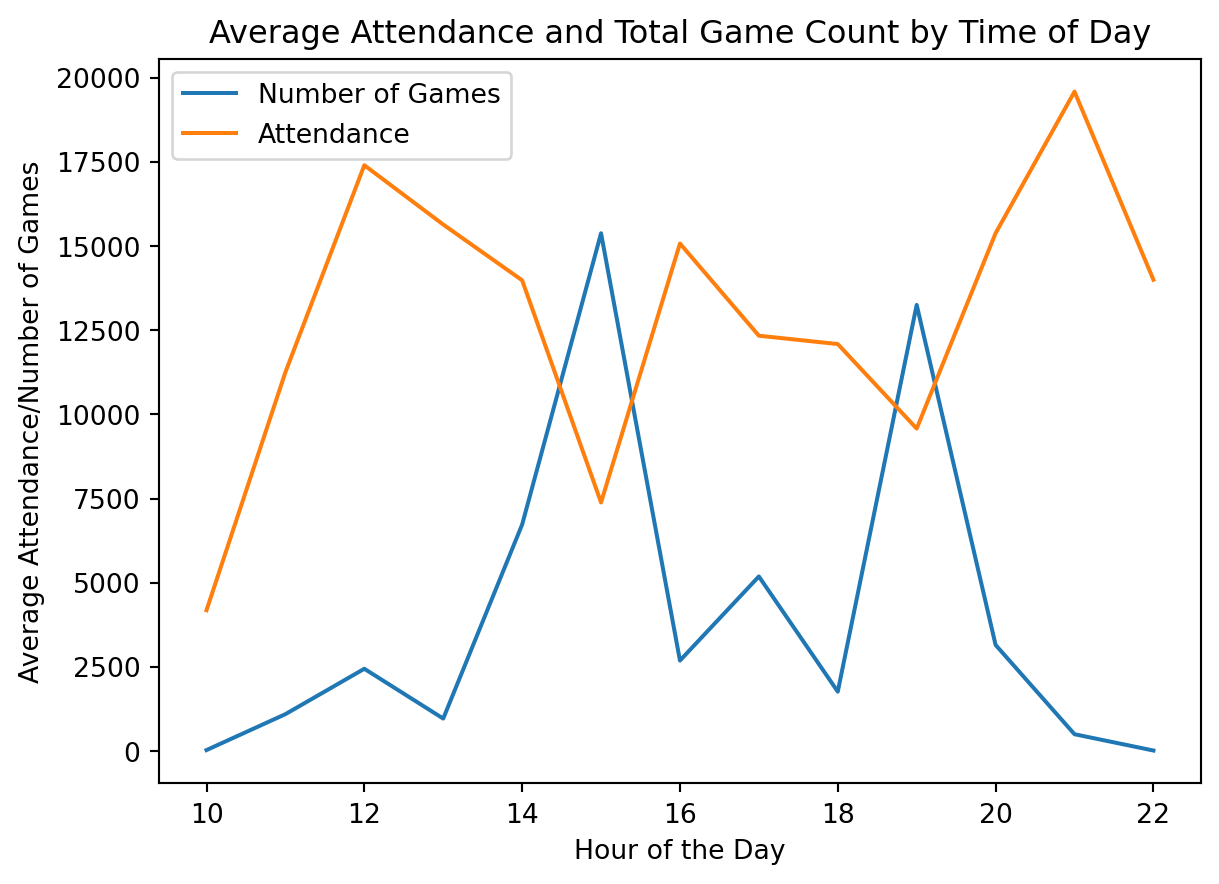 Average Attendance and Total Game Count by Time of Day
Number of Games
Attendance
Average Attendance/Number of Games
20000
17500
15000
12500
10000
7500
5000
2500
0
10 12 14 16 18 20 22
Hour of the Day